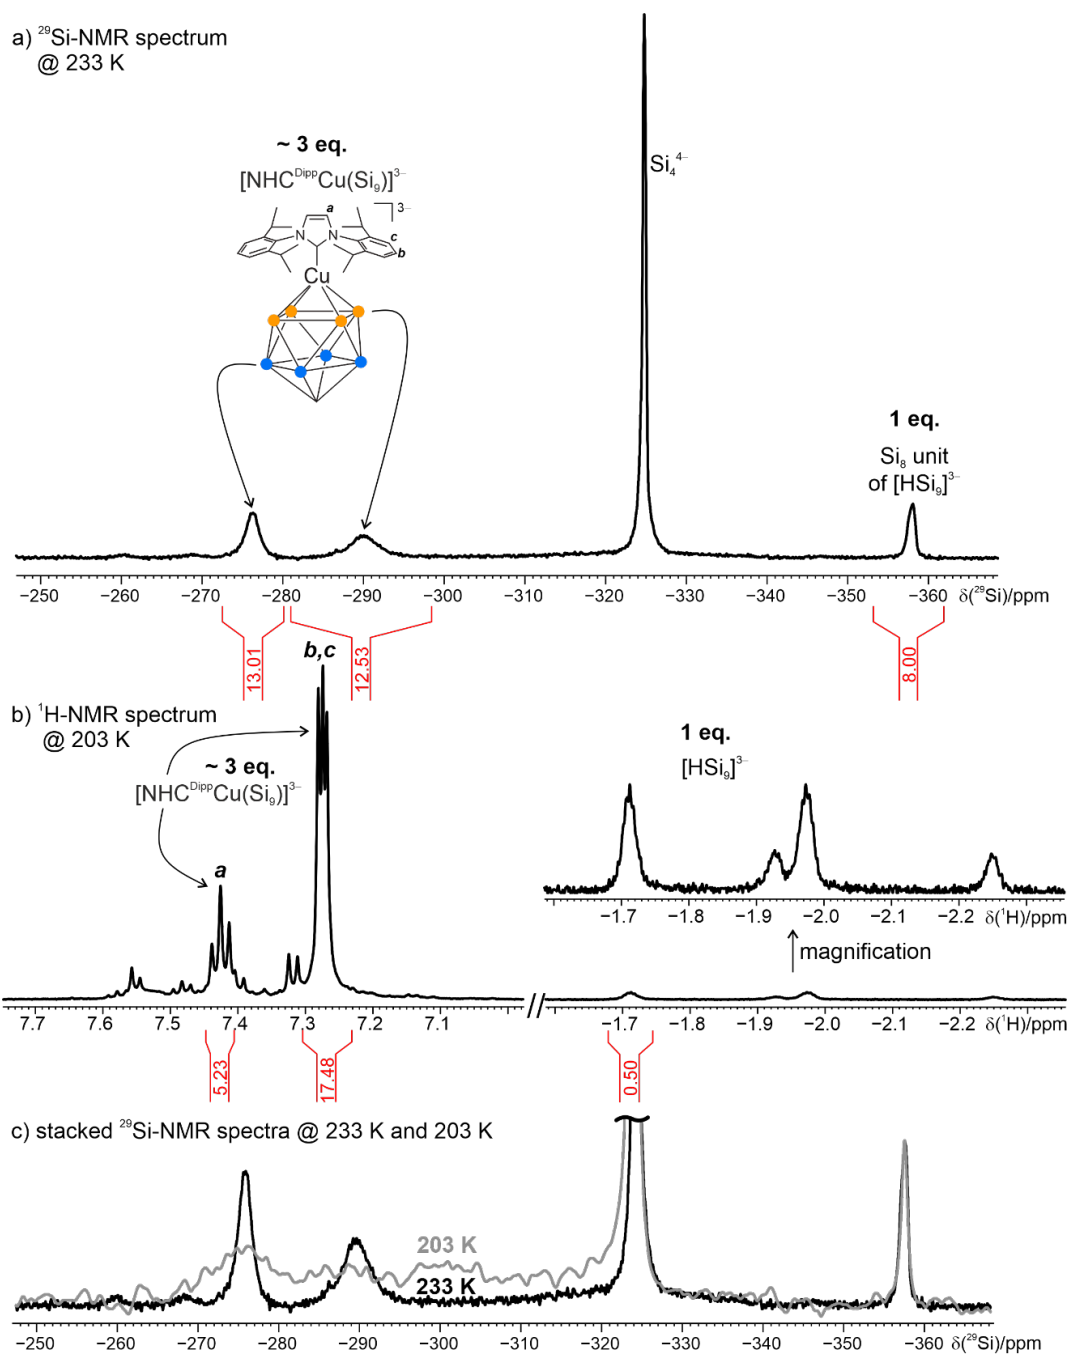 a) ²⁹Si-NMR spectrum
@ 233 K
~ 3 eq.
[NHCᴰⁱᵖᵖCu(Si₉)]³⁻
3−
a
N N
c
b
Cu
Si₄⁴⁻
1 eq.
Si₈ unit
of [HSi₉]³⁻
−250 −260 −270 −280 −290 −300 −310 −320 −330 −340 −350 −360 δ(²⁹Si)/ppm
13.01 12.53 8.00
b) ¹H-NMR spectrum
@ 203 K
b,c
~ 3 eq.
[NHCᴰⁱᵖᵖCu(Si₉)]³⁻
a
1 eq.
[HSi₉]³⁻
−1.7 −1.8 −1.9 −2.0 −2.1 −2.2 δ(¹H)/ppm
magnification
7.7 7.6 7.5 7.4 7.3 7.2 7.1 −1.7 −1.8 −1.9 −2.0 −2.1 −2.2 δ(¹H)/ppm
5.23 17.48 0.50
c) stacked ²⁹Si-NMR spectra @ 233 K and 203 K
203 K
233 K
−250 −260 −270 −280 −290 −300 −310 −320 −330 −340 −350 −360 δ(²⁹Si)/ppm